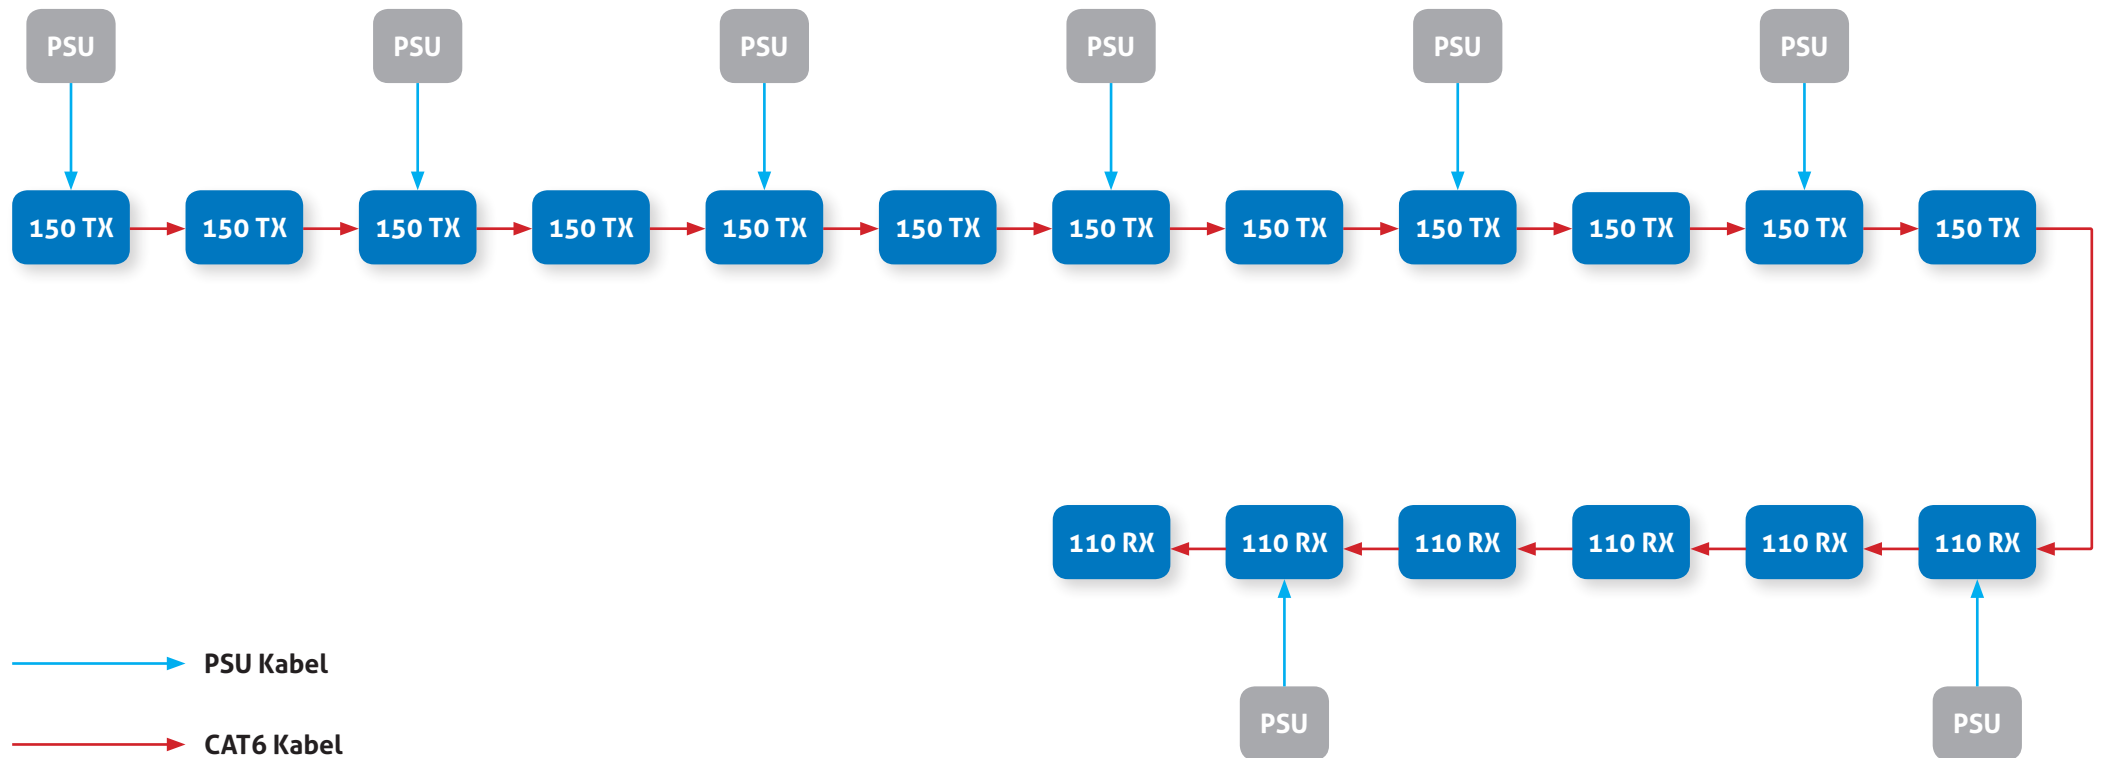 PSU PSU PSU PSU PSU PSU
150 TX 150 TX 150 TX 150 TX 150 TX 150 TX 150 TX 150 TX 150 TX 150 TX 150 TX 150 TX
110 RX 110 RX 110 RX 110 RX 110 RX 110 RX
PSU Kabel
PSU PSU
CAT6 Kabel